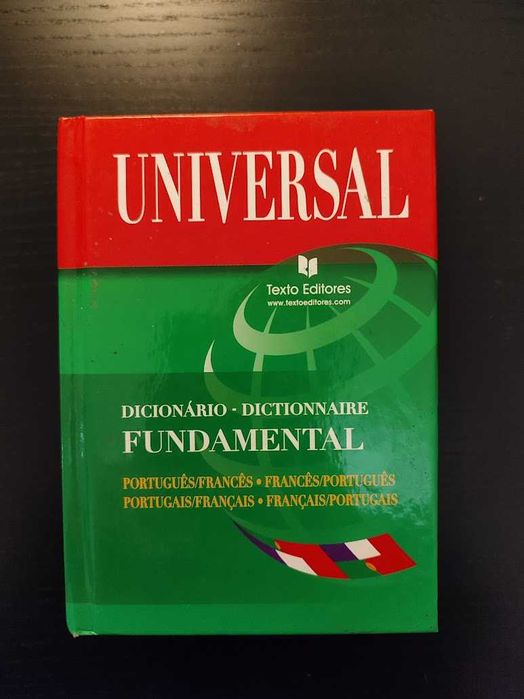 UNIVERSAL
Texto Editores
www.textoeditores.com
DICIONÁRIO - DICTIONNAIRE
FUNDAMENTAL
PORTUGUÊS/FRANCÊS • FRANCÊS/PORTUGUÊS
PORTUGAIS/FRANÇAIS • FRANÇAIS/PORTUGAIS